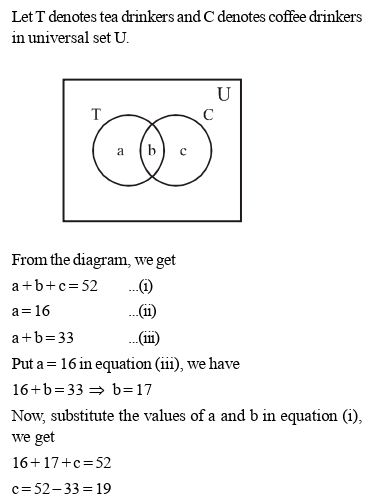 Let T denotes tea drinkers and C denotes coffee drinkers
in universal set U.
U
T C
a b c
From the diagram, we get
a + b + c = 52 ...(i)
a = 16 ...(ii)
a + b = 33 ...(iii)
Put a = 16 in equation (iii), we have
16 + b = 33 ⇒ b = 17
Now, substitute the values of a and b in equation (i),
we get
16 + 17 + c = 52
c = 52 – 33 = 19